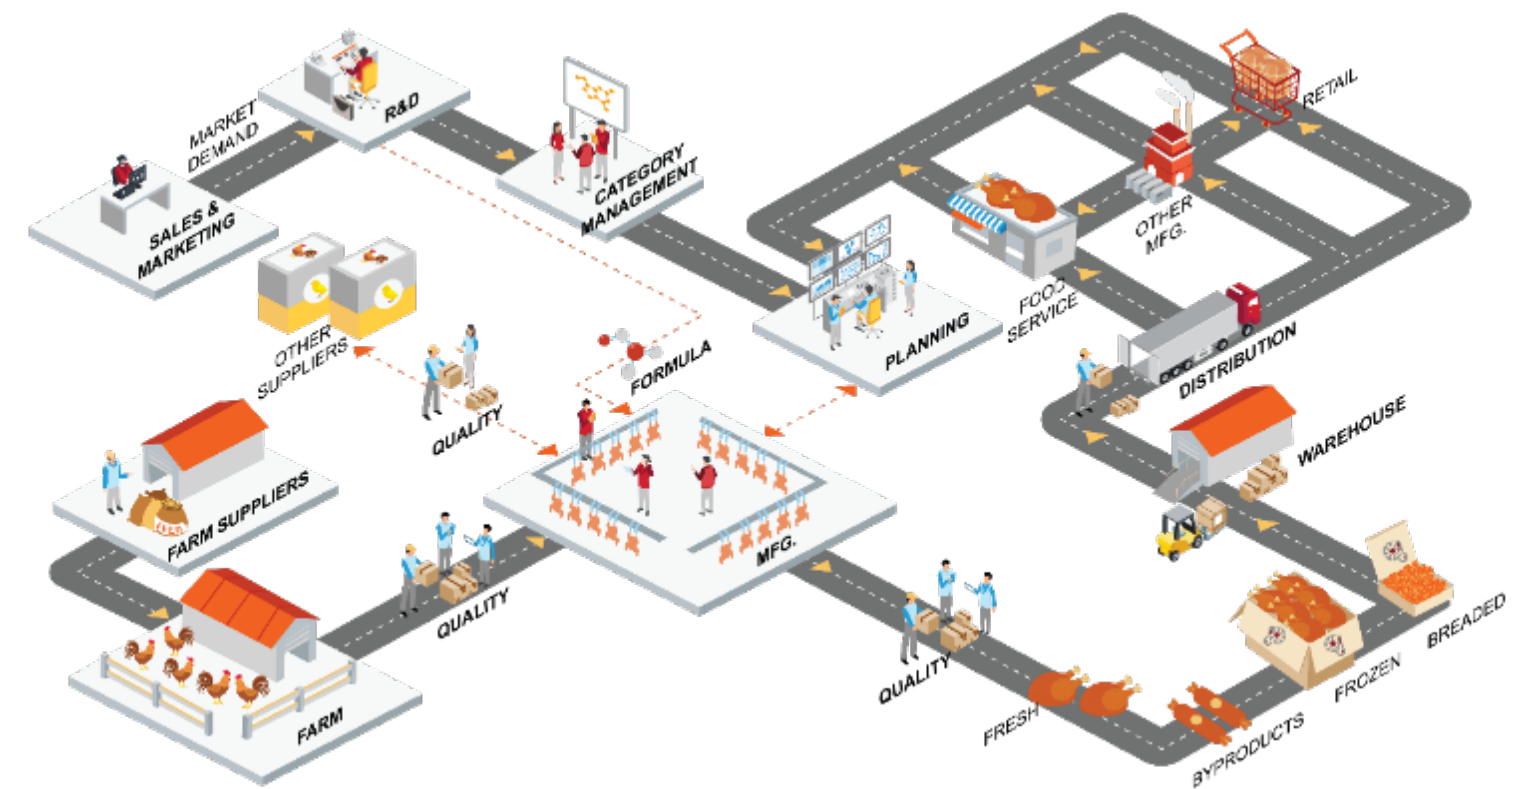 MARKET
DEMAND
R&D
SALES &
MARKETING
CATEGORY
MANAGEMENT
RETAIL
OTHER
MFG.
FOOD
SERVICE
PLANNING
DISTRIBUTION
OTHER
SUPPLIERS
FORMULA
QUALITY
WAREHOUSE
FARM SUPPLIERS
FEED
MFG.
QUALITY
QUALITY
FARM
FRESH
BYPRODUCTS
FROZEN
BREADED